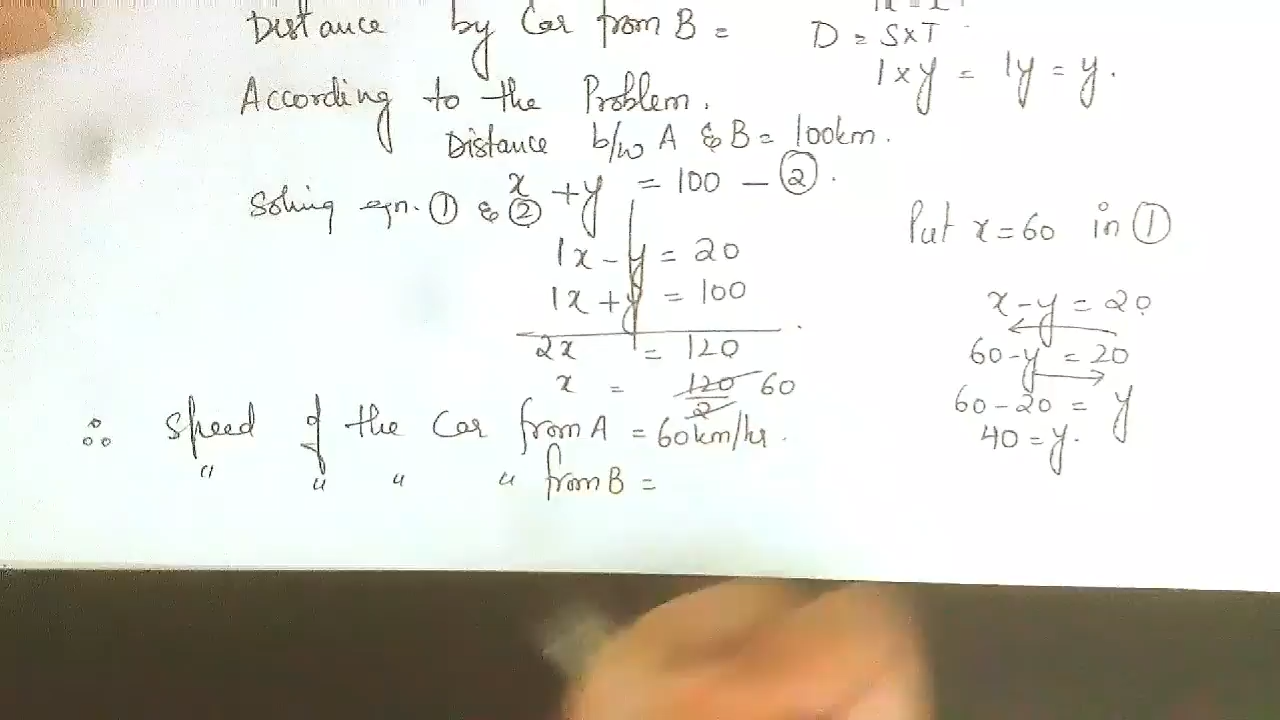 Distance by Car from B = D = S×T
1×y = 1y = y.
According to the Problem.
Distance b/w A & B = 100km.
x + y = 100 — ②.
Solving eqn. ① & ②
1x - y = 20
1x + y = 100
2x = 120
x = 120/2 60
∴ Speed of the Car from A = 60km/hr.
" " " " from B =
Put x = 60 in ①
x - y = 20
60 - y = 20
60 - 20 = y
40 = y.